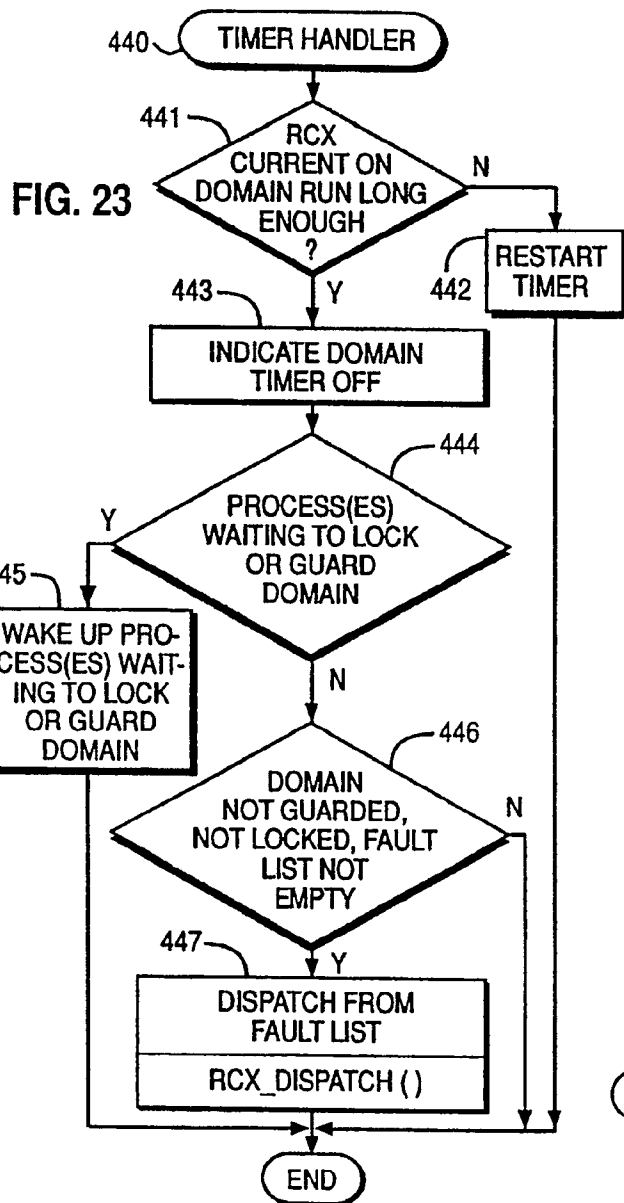 440
TIMER HANDLER
441
RCX
CURRENT ON
DOMAIN RUN LONG
ENOUGH
?
N
FIG. 23
442
RESTART
TIMER
Y
443
INDICATE DOMAIN
TIMER OFF
444
PROCESS(ES)
WAITING TO LOCK
OR GUARD
DOMAIN
Y
45
WAKE UP PRO-
CESS(ES) WAIT-
ING TO LOCK
OR GUARD
DOMAIN
N
446
DOMAIN
NOT GUARDED,
NOT LOCKED, FAULT
LIST NOT
EMPTY
N
447
Y
DISPATCH FROM
FAULT LIST
RCX_DISPATCH ( )
END